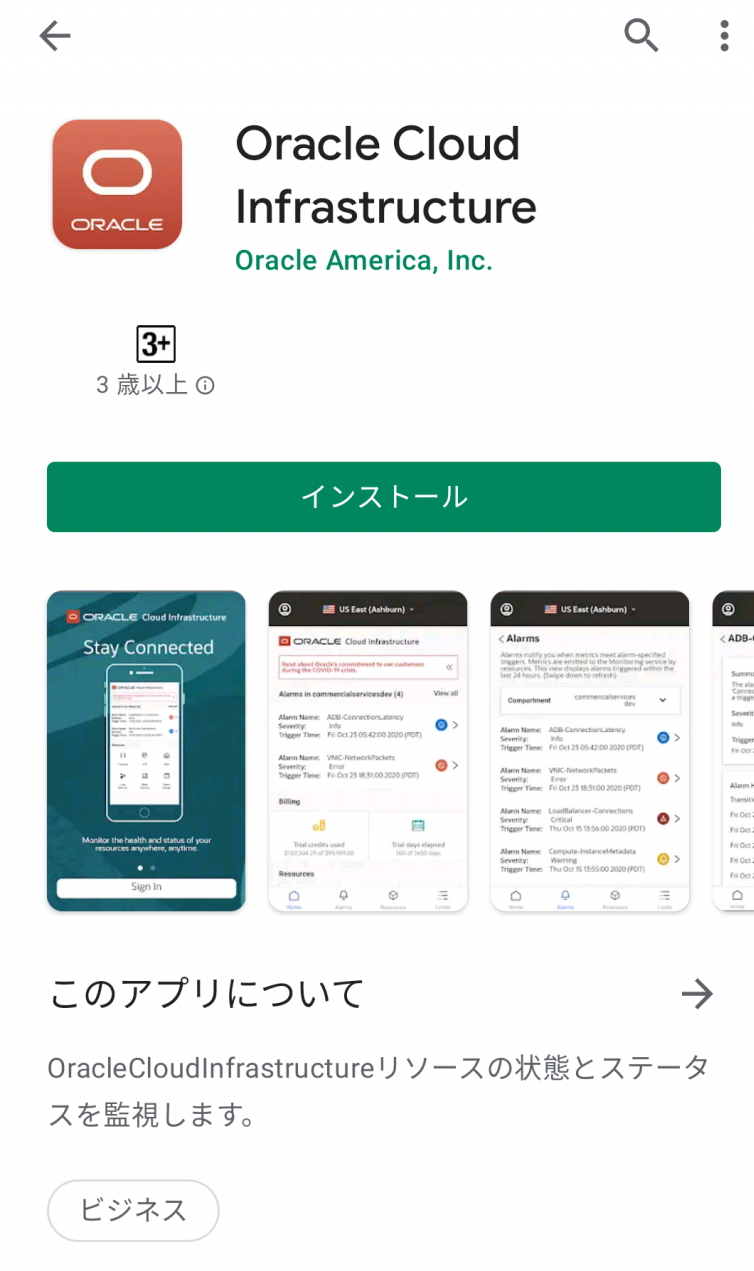 Oracle Cloud
Infrastructure
Oracle America, Inc.
ORACLE
3+
3 歳以上
インストール
ORACLE Cloud Infrastructure
Stay Connected
Monitor the health and status of your
resources anywhere, anytime.
Sign In
US East (Ashburn)
ORACLE Cloud Infrastructure
Read about Oracle's commitment to our customers
during the COVID-19 crisis.
Alarms in commercialservicesdev (4) View all
Alarm Name: ADB-ConnectionLatency
Severity: Info
Trigger Time: Fri Oct 23 05:42:00 2020 (PDT)
Alarm Name: VNIC-NetworkPackets
Severity: Error
Trigger Time: Fri Oct 23 18:31:00 2020 (PDT)
Billing
Trial credits used
Trial days elapsed
500 of 3650 days
Resources
Home Alarms Resources Limits
US East (Ashburn)
Alarms
Alarms notify you when metrics meet alarm-specified
triggers. Metrics are emitted to the Monitoring service by
resources. This view displays alarms triggered within the
last 24 hours. (Swipe down to refresh)
Compartment commercialservices
dev
Alarm Name: ADB-ConnectionLatency
Severity: Info
Trigger Time: Fri Oct 23 05:42:00 2020 (PDT)
Alarm Name: VNIC-NetworkPackets
Severity: Error
Trigger Time: Fri Oct 23 18:31:00 2020 (PDT)
Alarm Name: LoadBalancer-Connections
Severity: Critical
Trigger Time: Thu Oct 15 13:56:00 2020 (PDT)
Alarm Name: Compute-InstanceMetadata
Severity: Warning
Trigger Time: Thu Oct 15 13:55:00 2020 (PDT)
Home Alarms Resources Limits
このアプリについて
OracleCloudInfrastructureリソースの状態とステータ
スを監視します。
ビジネス